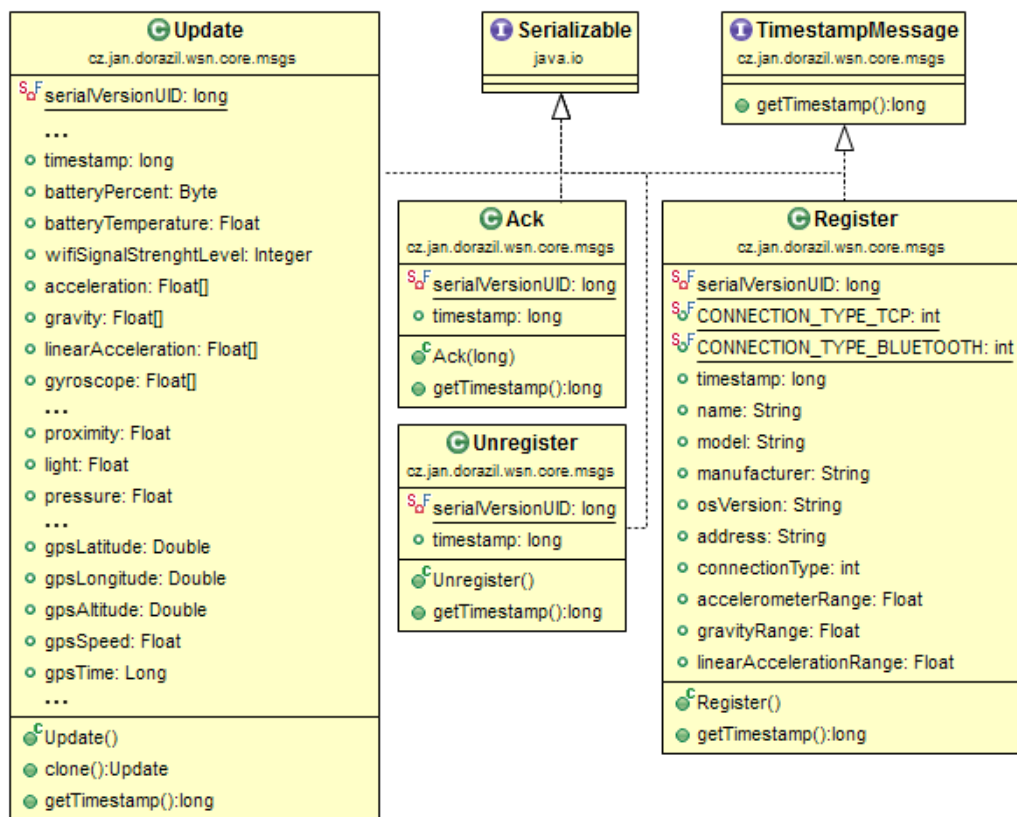 Update
cz.jan.dorazil.wsn.core.msgs
serialVersionUID: long
...
timestamp: long
batteryPercent: Byte
batteryTemperature: Float
wifiSignalStrenghtLevel: Integer
acceleration: Float[]
gravity: Float[]
linearAcceleration: Float[]
gyroscope: Float[]
...
proximity: Float
light: Float
pressure: Float
...
gpsLatitude: Double
gpsLongitude: Double
gpsAltitude: Double
gpsSpeed: Float
gpsTime: Long
...
Update()
clone():Update
getTimestamp():long
Serializable
java.io
TimestampMessage
cz.jan.dorazil.wsn.core.msgs
getTimestamp():long
Ack
cz.jan.dorazil.wsn.core.msgs
serialVersionUID: long
timestamp: long
Ack(long)
getTimestamp():long
Unregister
cz.jan.dorazil.wsn.core.msgs
serialVersionUID: long
timestamp: long
Unregister()
getTimestamp():long
Register
cz.jan.dorazil.wsn.core.msgs
serialVersionUID: long
CONNECTION_TYPE_TCP: int
CONNECTION_TYPE_BLUETOOTH: int
timestamp: long
name: String
model: String
manufacturer: String
osVersion: String
address: String
connectionType: int
accelerometerRange: Float
gravityRange: Float
linearAccelerationRange: Float
Register()
getTimestamp():long